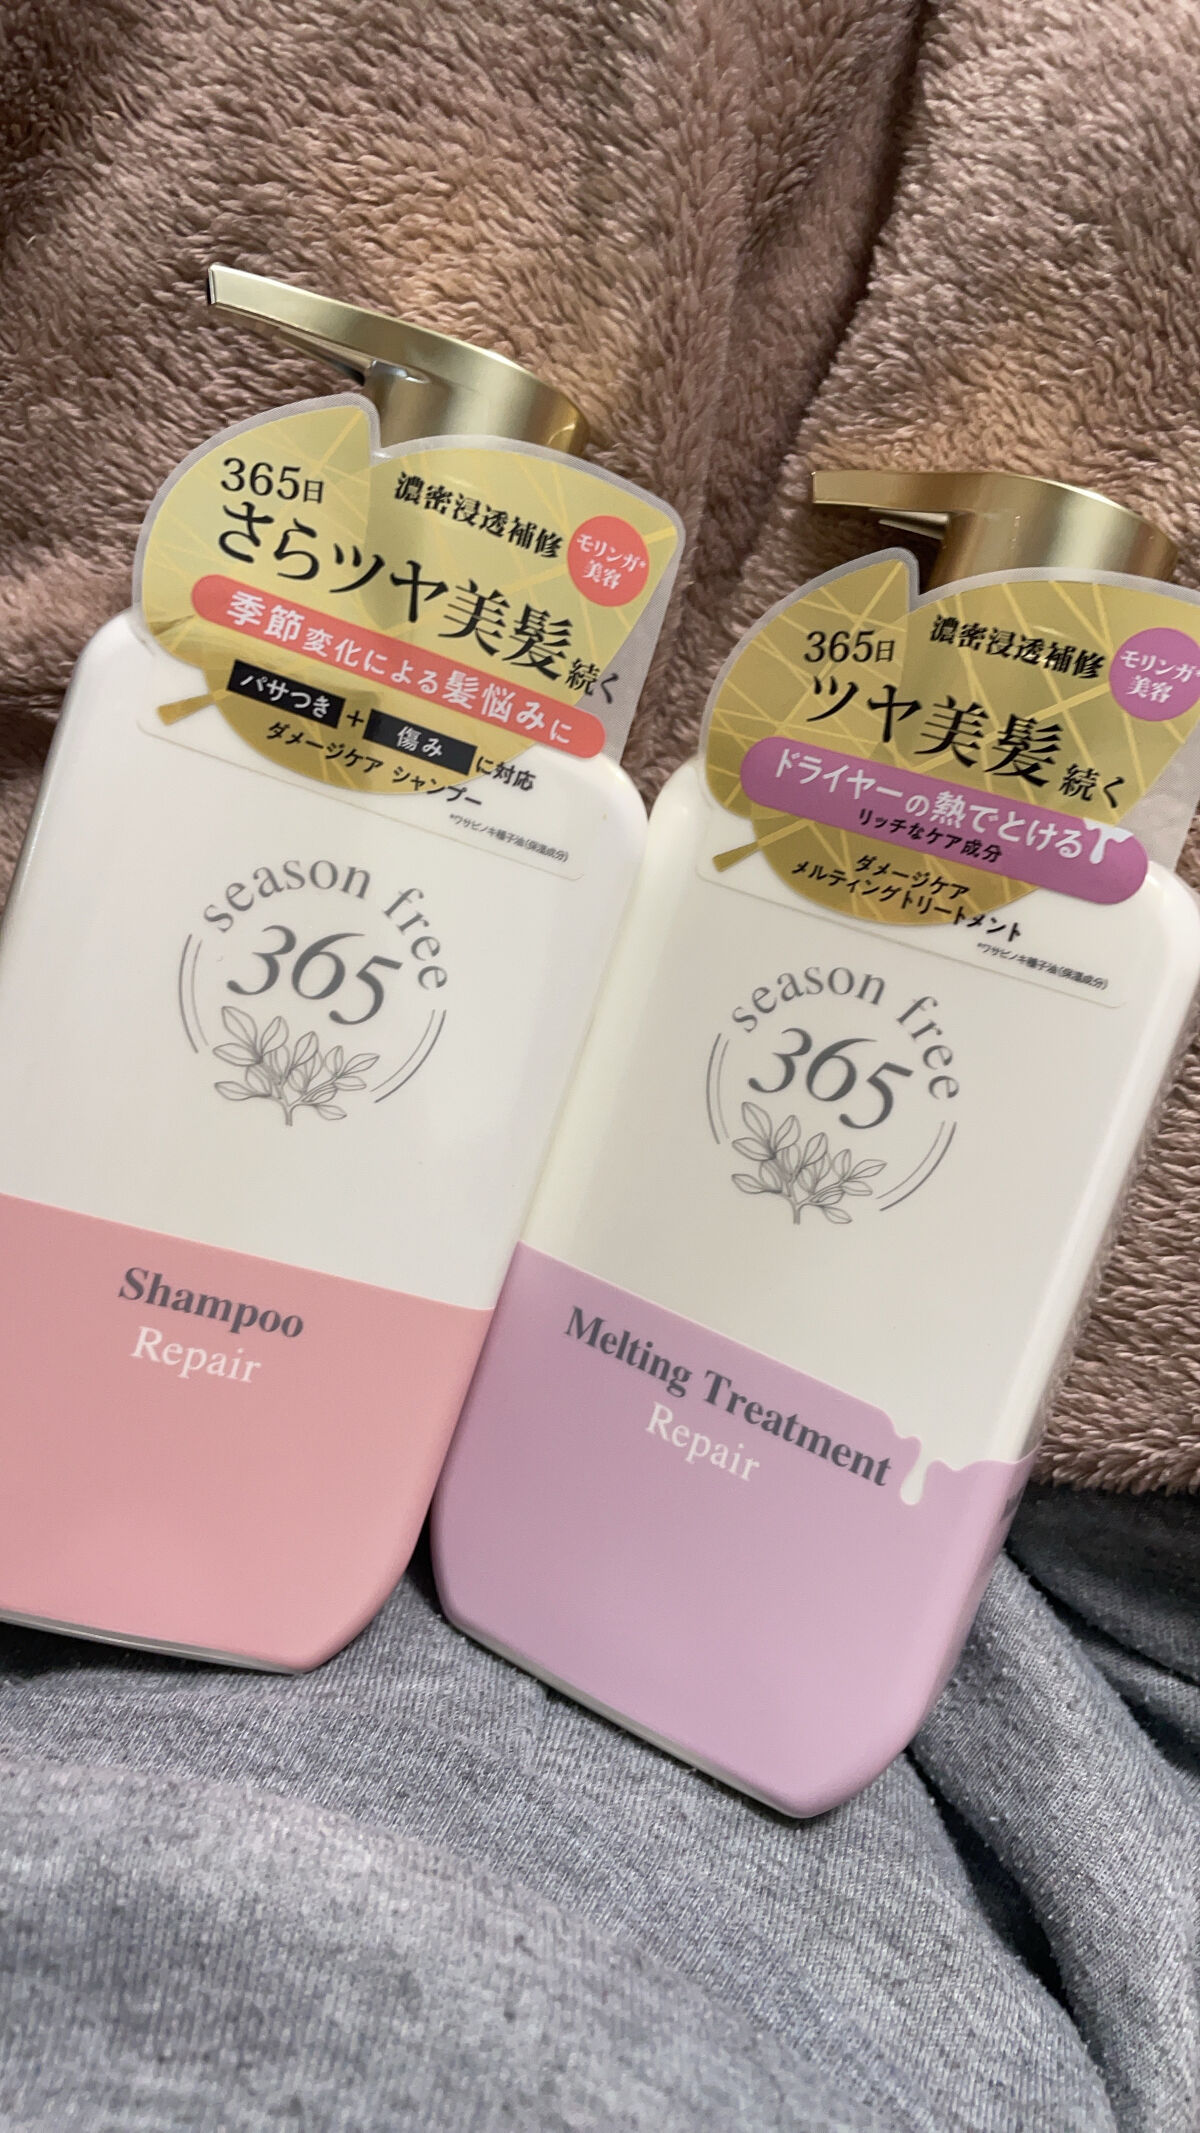 365日
さらツヤ美髪続く
濃密浸透補修
モリンガ*
美容
季節変化による髪悩みに
パサつき+傷みに対応
ダメージケア シャンプー
*ワサビノキ種子油(保湿成分)
season free
365
Shampoo
Repair
365日
ツヤ美髪続く
濃密浸透補修
モリンガ*
美容
ドライヤーの熱でとける
リッチなケア成分
ダメージケア
メルティングトリートメント
*ワサビノキ種子油(保湿成分)
season free
365
Melting Treatment
Repair